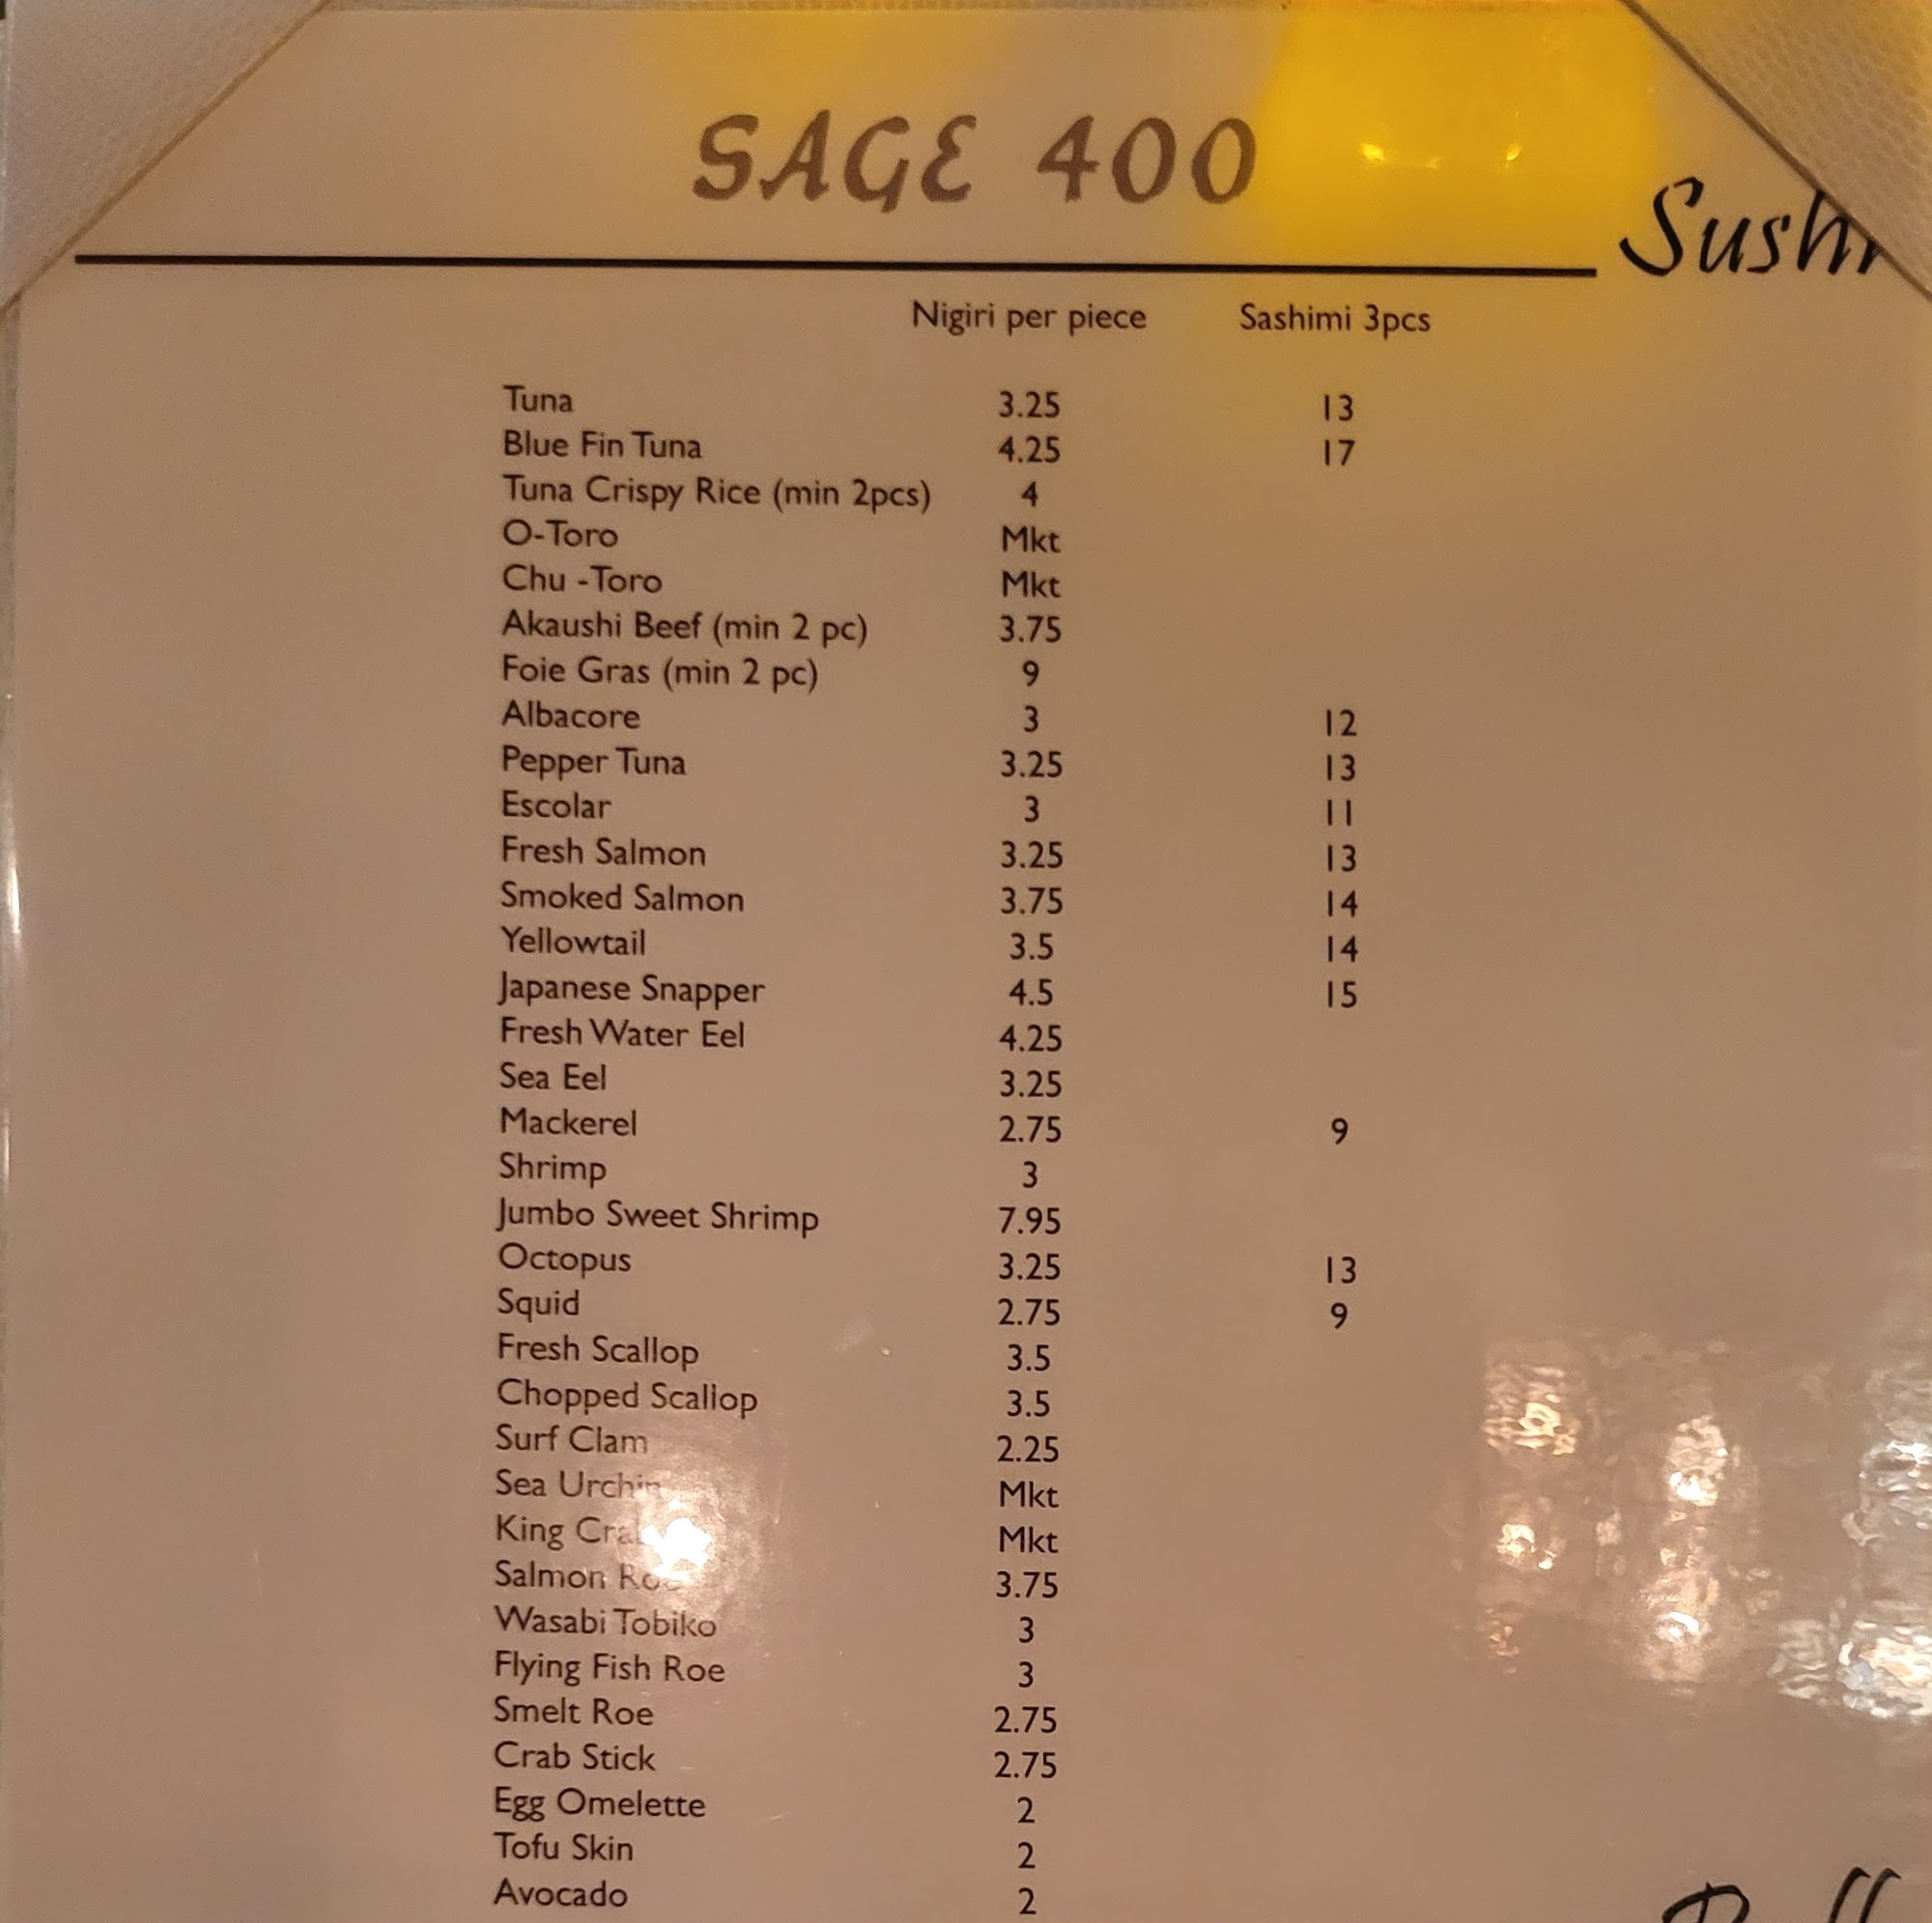 SAGE 400
Sushi
Nigiri per piece Sashimi 3pcs
Tuna 3.25 13
Blue Fin Tuna 4.25 17
Tuna Crispy Rice (min 2pcs) 4
O-Toro Mkt
Chu -Toro Mkt
Akaushi Beef (min 2 pc) 3.75
Foie Gras (min 2 pc) 9
Albacore 3 12
Pepper Tuna 3.25 13
Escolar 3 11
Fresh Salmon 3.25 13
Smoked Salmon 3.75 14
Yellowtail 3.5 14
Japanese Snapper 4.5 15
Fresh Water Eel 4.25
Sea Eel 3.25
Mackerel 2.75 9
Shrimp 3
Jumbo Sweet Shrimp 7.95
Octopus 3.25 13
Squid 2.75 9
Fresh Scallop 3.5
Chopped Scallop 3.5
Surf Clam 2.25
Sea Urchin Mkt
King Crab Mkt
Salmon Roe 3.75
Wasabi Tobiko 3
Flying Fish Roe 3
Smelt Roe 2.75
Crab Stick 2.75
Egg Omelette 2
Tofu Skin 2
Avocado 2